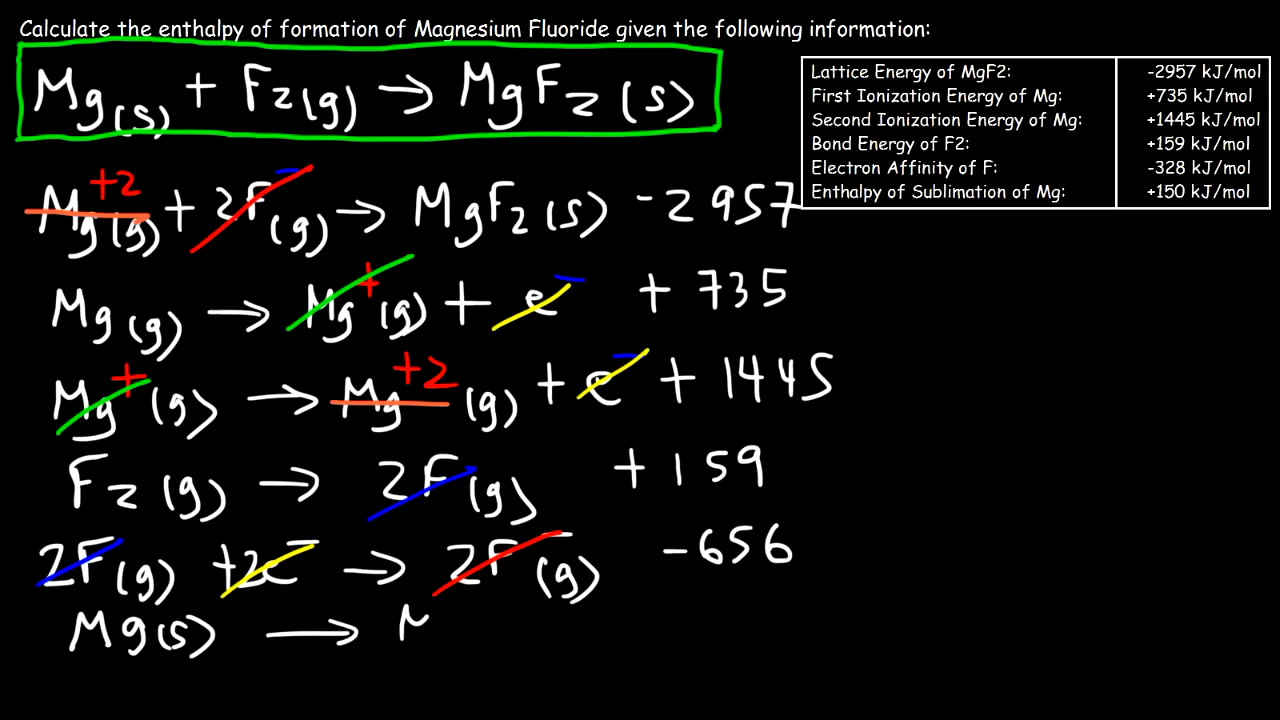 Calculate the enthalpy of formation of Magnesium Fluoride given the following information:
Mg(s) + F2(g) → MgF2(s)
Lattice Energy of MgF2: -2957 kJ/mol
First Ionization Energy of Mg: +735 kJ/mol
Second Ionization Energy of Mg: +1445 kJ/mol
Bond Energy of F2: +159 kJ/mol
Electron Affinity of F: -328 kJ/mol
Enthalpy of Sublimation of Mg: +150 kJ/mol
Mg+2(g) + 2F-(g) → MgF2(s) -2957
Mg(g) → Mg+(g) + e- + 735
Mg+(g) → Mg+2(g) + e- + 1445
F2(g) → 2F(g) + 159
2F(g) + 2e- → 2F-(g) - 656
Mg(s) → M